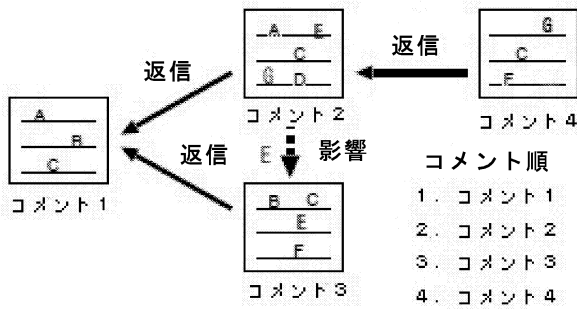 A
B
C
コメント1
返信
返信
A E
C
G D
コメント2
E
影響
B C
E
F
コメント3
返信
G
C
F
コメント4
コメント順
1. コメント1
2. コメント2
3. コメント3
4. コメント4